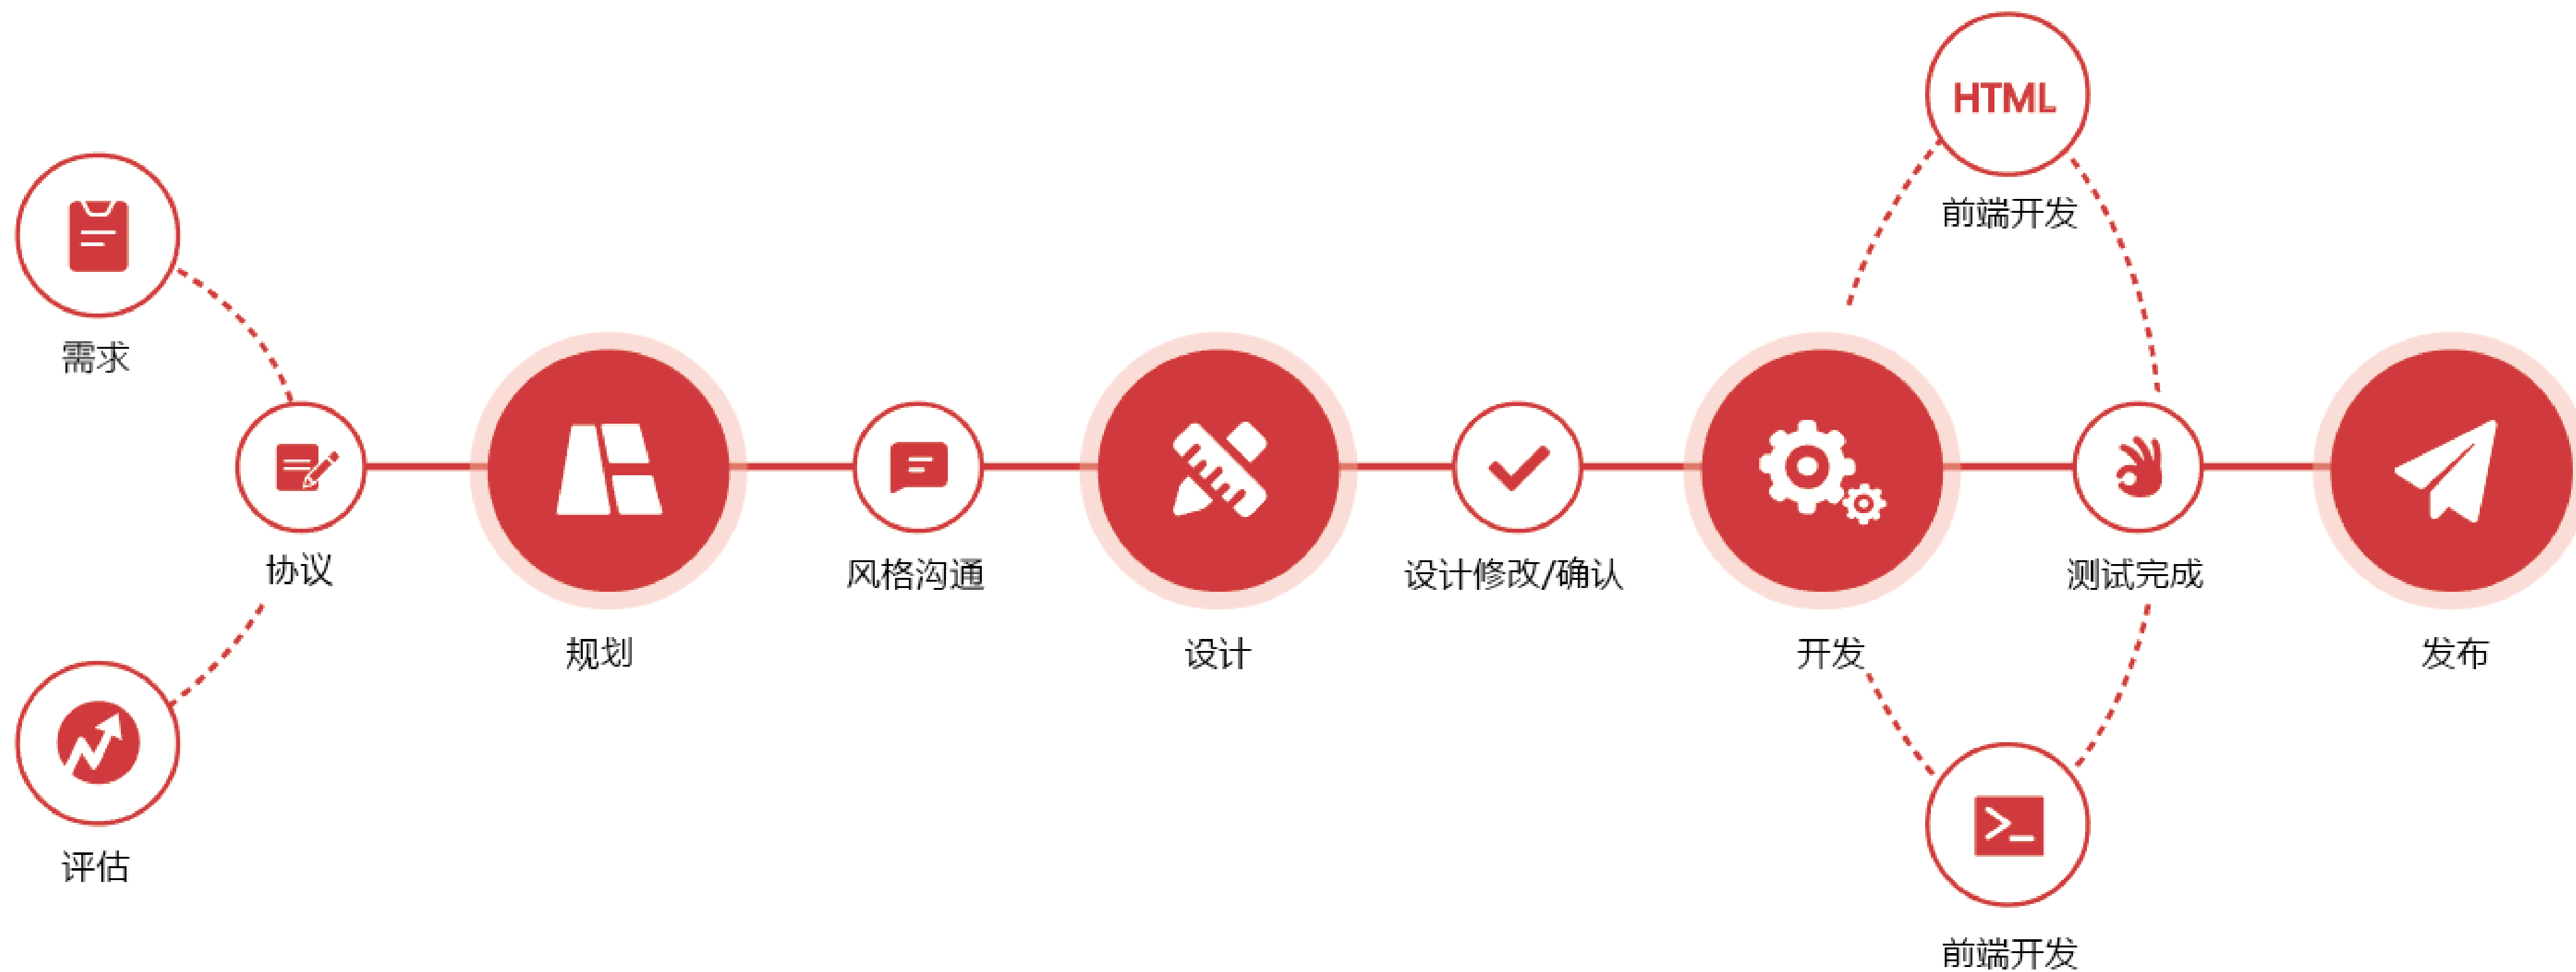 HTML
前端开发
需求
协议
风格沟通
设计修改/确认
测试完成
规划
设计
开发
发布
评估
前端开发